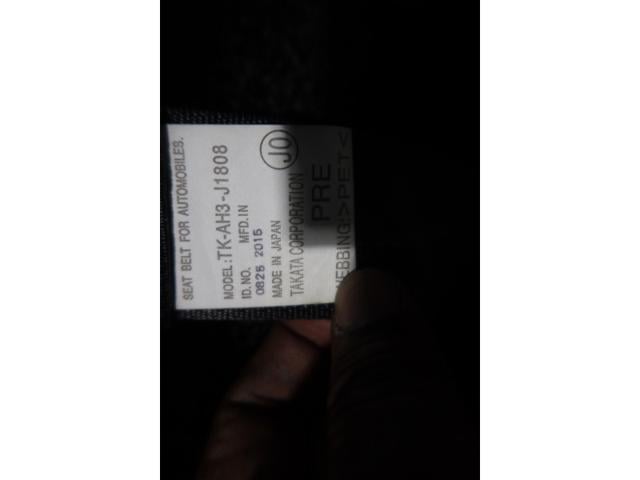 SEAT BELT FOR AUTOMOBILES.
MODEL:TK-AH3-J1808
ID.NO. MFD.IN
0825 2015
MADE IN JAPAN
TAKATA CORPORATION
JO
PRE
WEBBING:>PET<